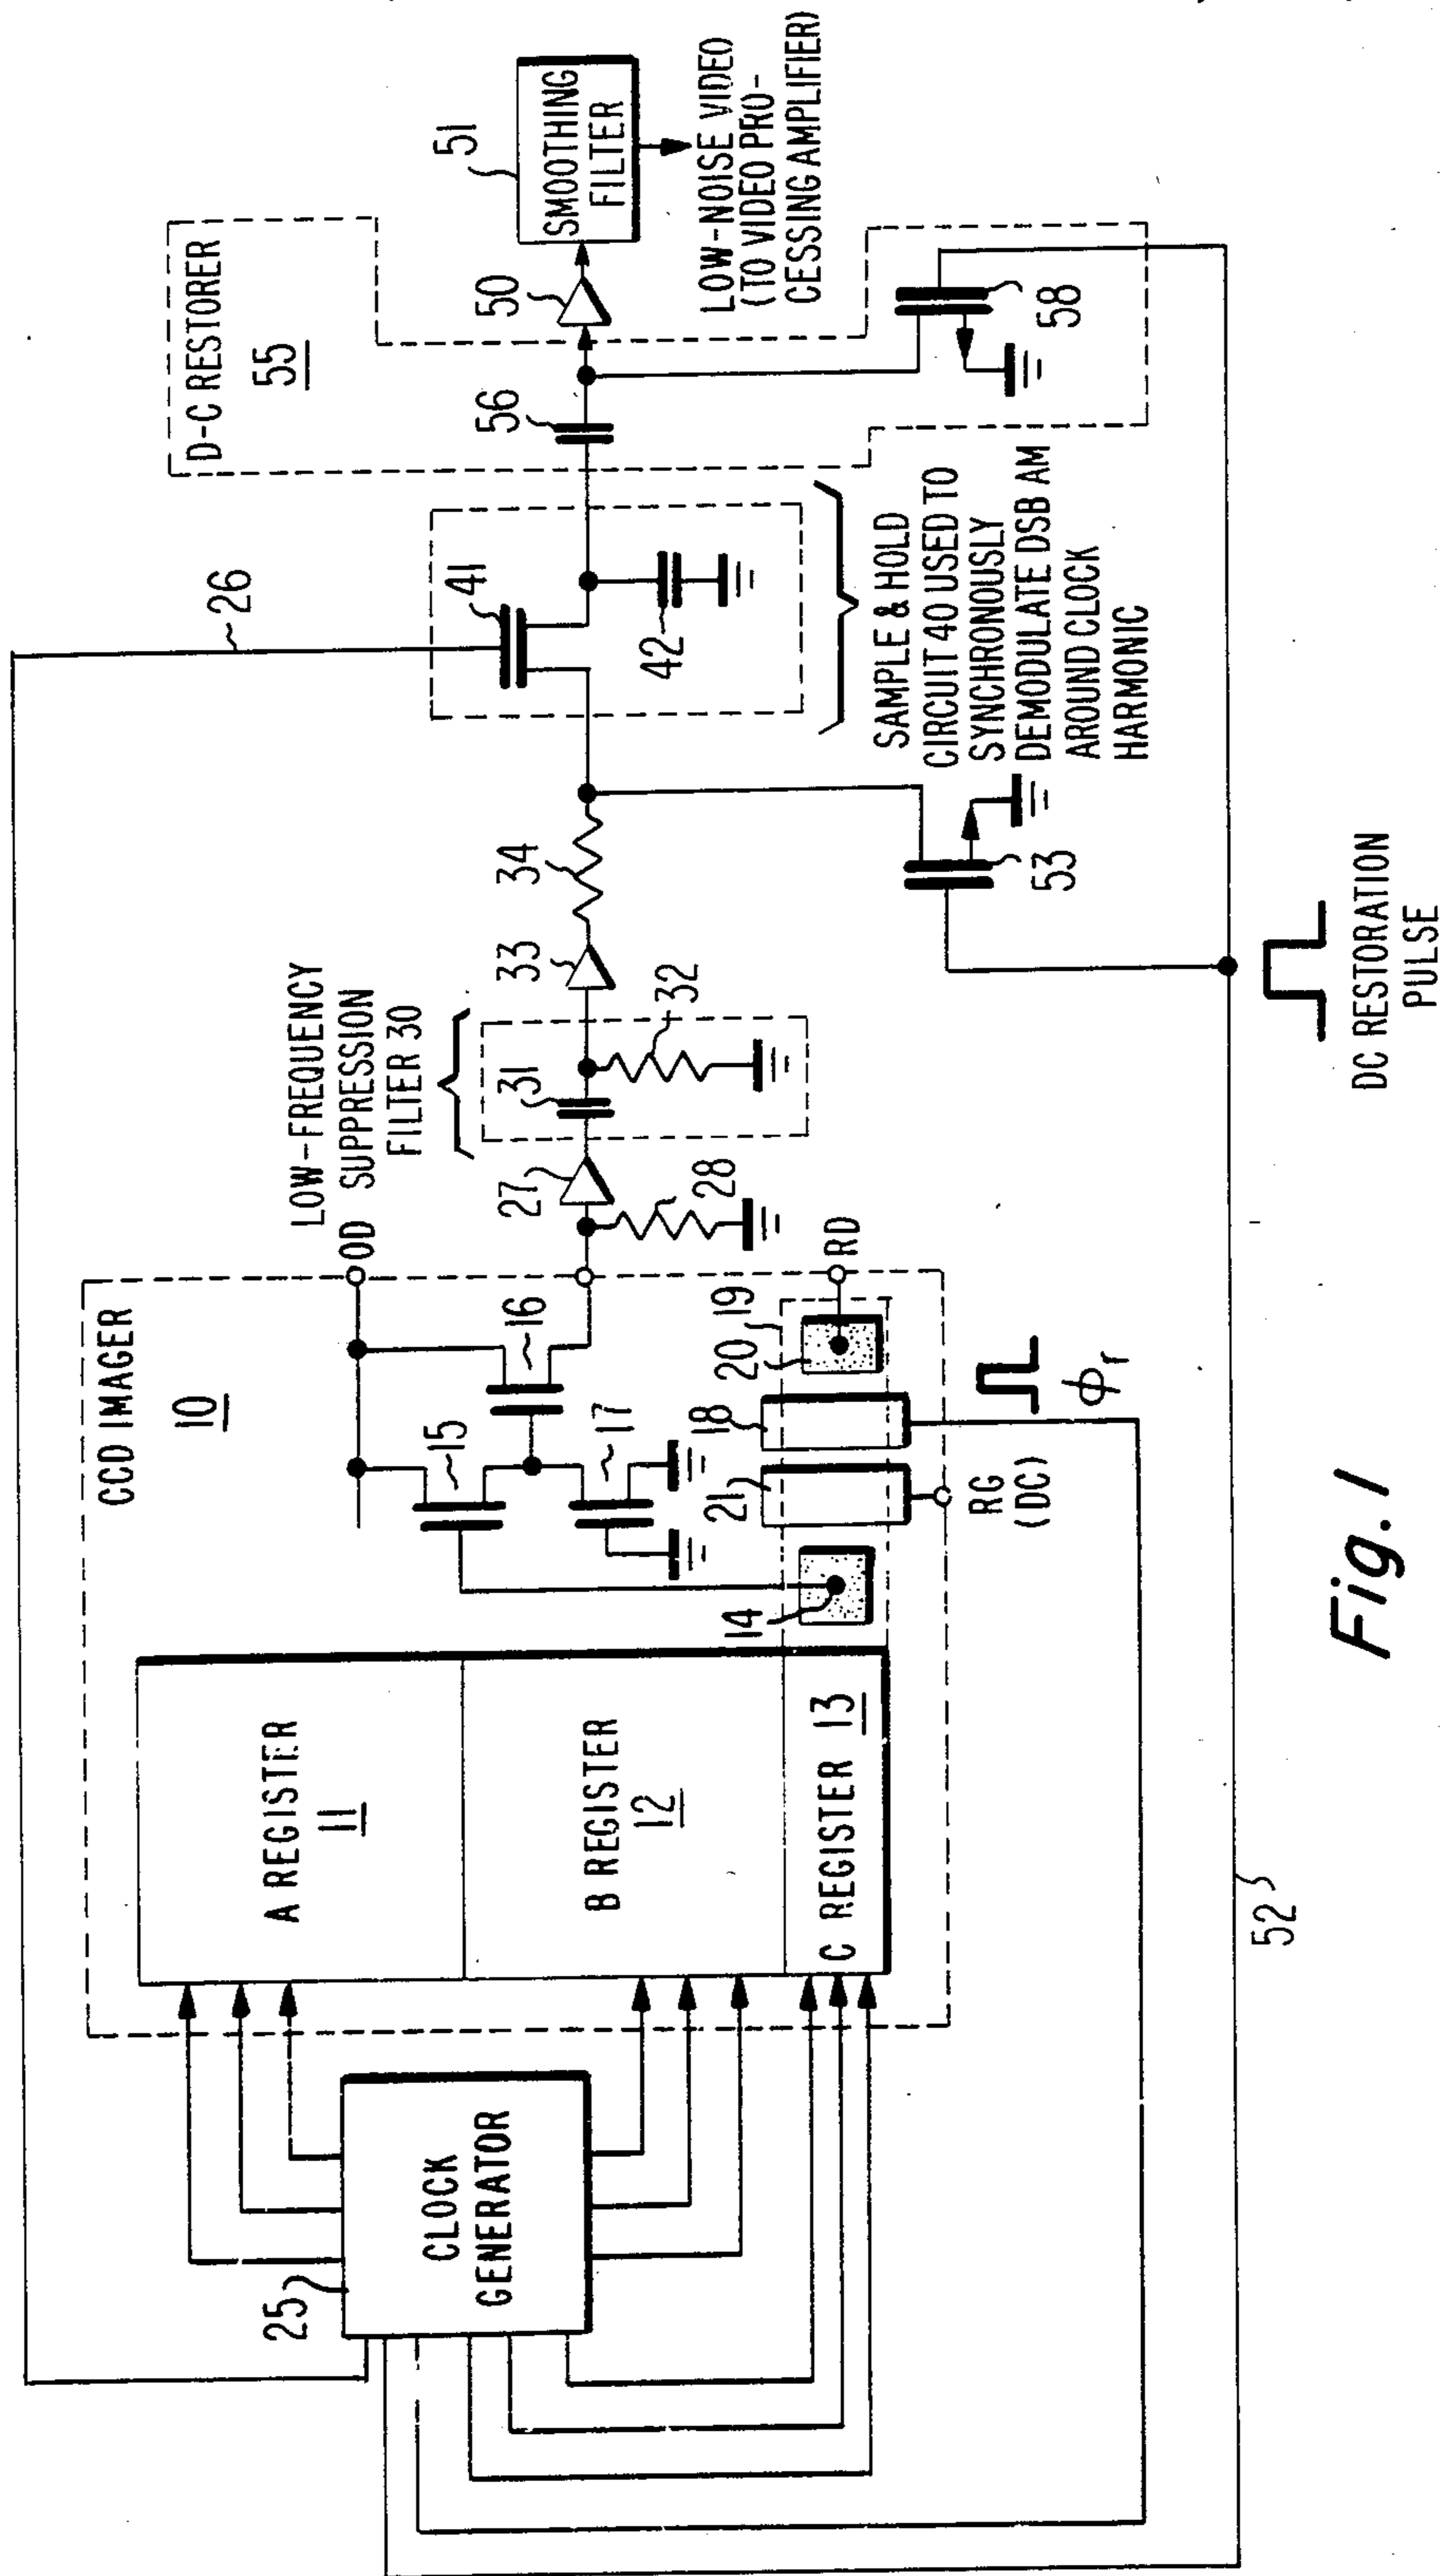 CCD IMAGER
10
A REGISTER
11
B REGISTER
12
C REGISTER 13
CLOCK
GENERATOR
25
14
15
16
17
18
19
20
21
OD
RD
RG
(DC)
ϕr
26
27
28
LOW-FREQUENCY
SUPPRESSION
FILTER 30
31
32
33
34
41
42
SAMPLE & HOLD
CIRCUIT 40 USED TO
SYNCHRONOUSLY
DEMODULATE DSB AM
AROUND CLOCK
HARMONIC
D-C RESTORER
55
56
58
50
51
SMOOTHING
FILTER
LOW-NOISE VIDEO
(TO VIDEO PRO-
CESSING AMPLIFIER)
53
52
DC RESTORATION
PULSE
Fig. 1